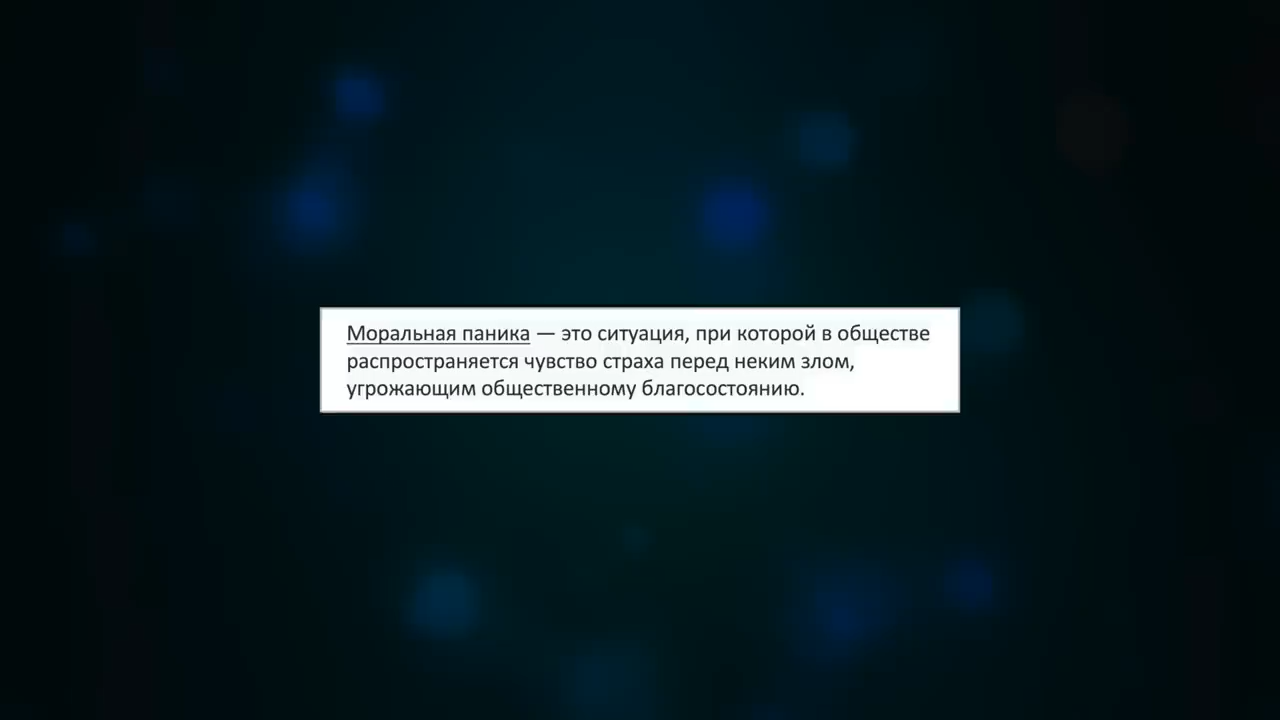 Моральная паника — это ситуация, при которой в обществе
распространяется чувство страха перед неким злом,
угрожающим общественному благосостоянию.